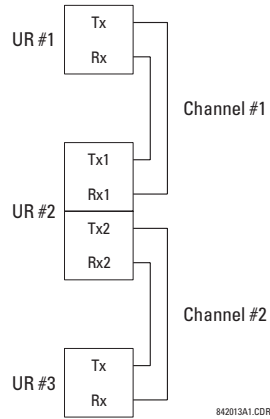 Tx
UR #1
Rx
Channel #1
Tx1
Rx1
UR #2
Tx2
Rx2
Channel #2
Tx
UR #3
Rx
842013A1.CDR